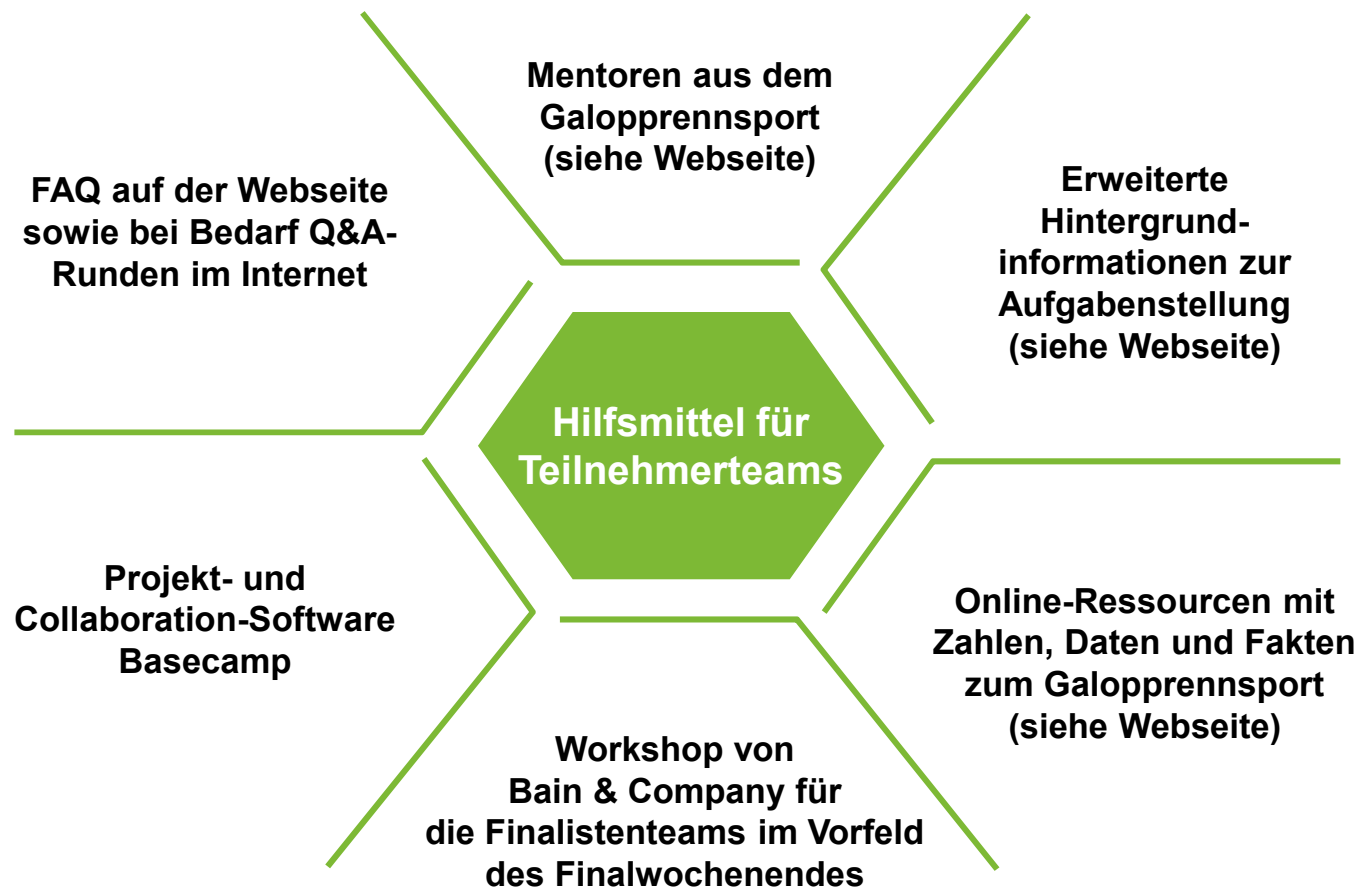 Mentoren aus dem
Galopprennsport
(siehe Webseite)
Erweiterte
Hintergrund-
informationen zur
Aufgabenstellung
(siehe Webseite)
Online-Ressourcen mit
Zahlen, Daten und Fakten
zum Galopprennsport
(siehe Webseite)
Workshop von
Bain & Company für
die Finalistenteams im Vorfeld
des Finalwochenendes
Projekt- und
Collaboration-Software
Basecamp
FAQ auf der Webseite
sowie bei Bedarf Q&A-
Runden im Internet
Hilfsmittel für
Teilnehmerteams